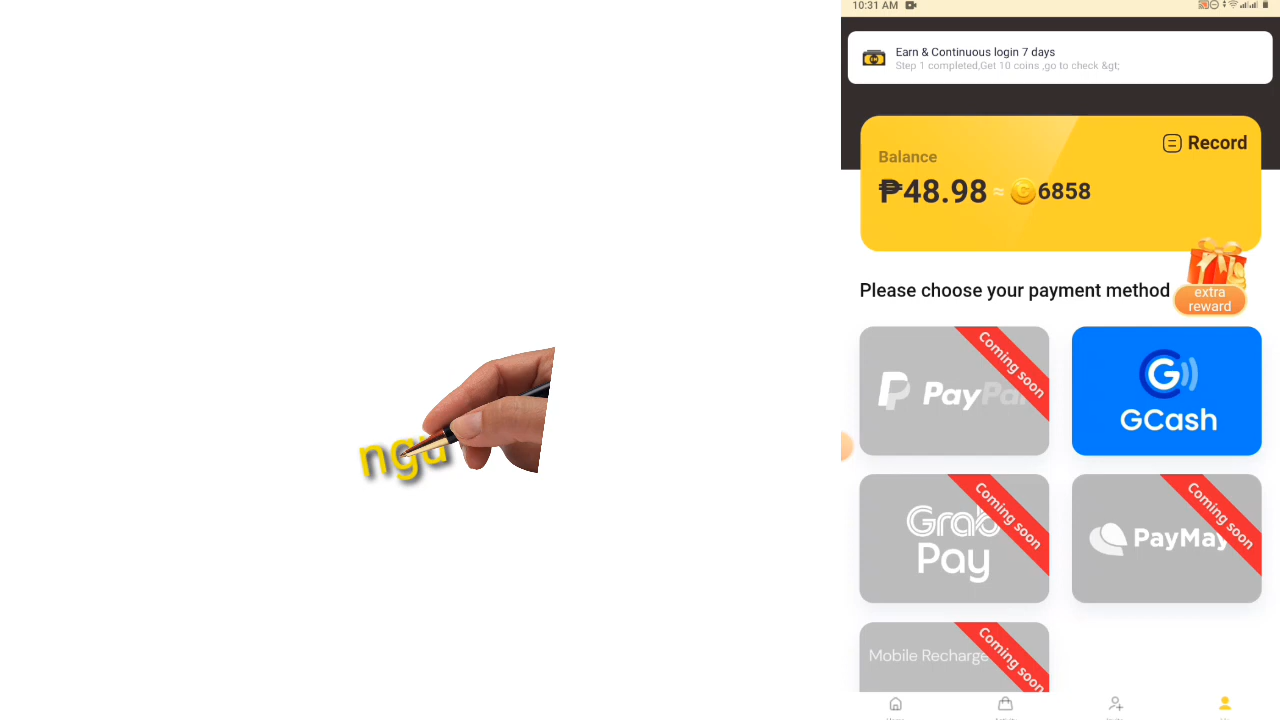 ngu
10:31 AM
Earn & Continuous login 7 days
Step 1 completed,Get 10 coins ,go to check &gt;
Record
Balance
₱48.98 ≈ 6858
Please choose your payment method
extra
reward
Coming soon
PayPal
GCash
Coming soon
Grab
Pay
Coming soon
PayMay
Coming soon
Mobile Recharge